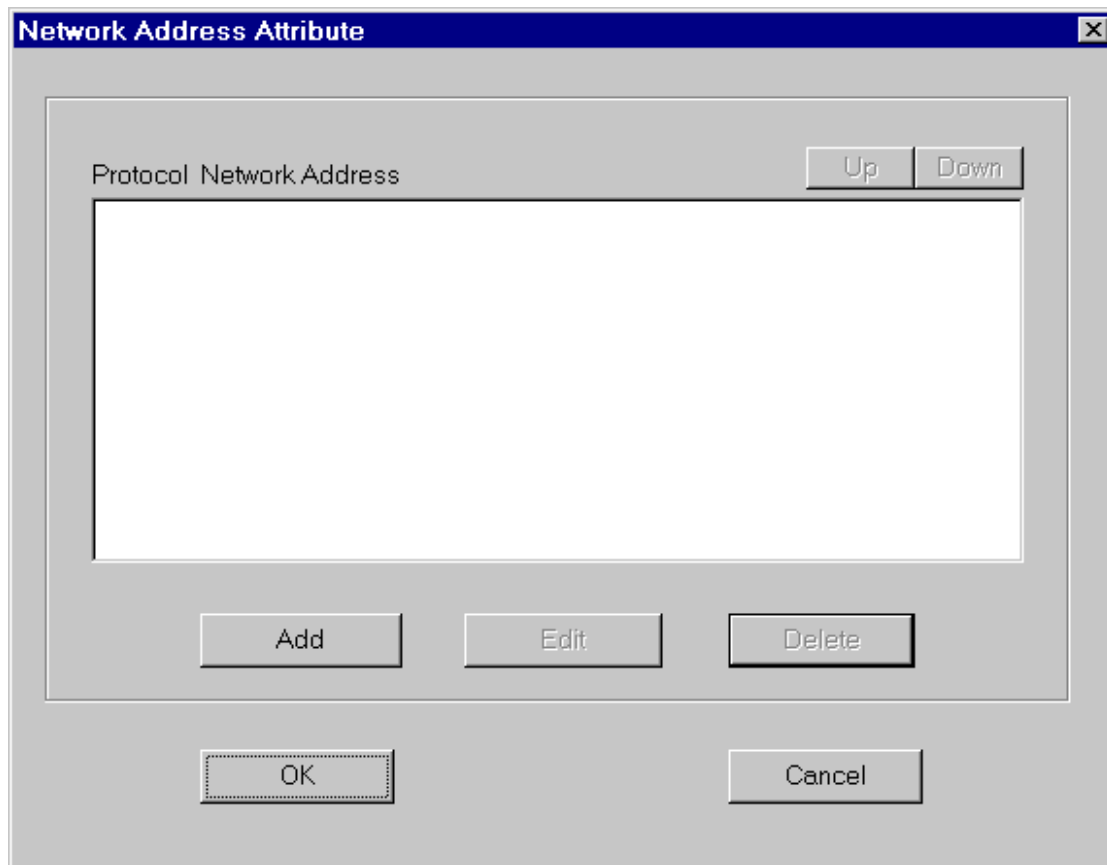 Network Address Attribute
Up Down
Protocol Network Address
Add Edit Delete
OK Cancel